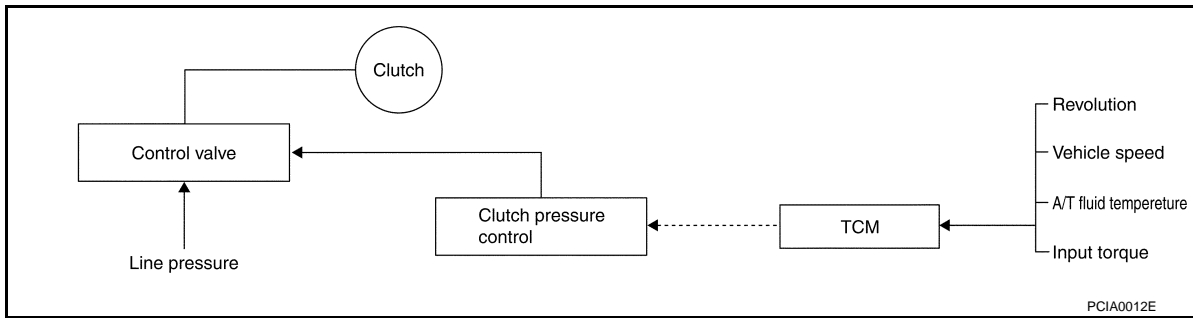 Clutch
Control valve
Line pressure
Clutch pressure
control
TCM
Revolution
Vehicle speed
A/T fluid tempereture
Input torque
PCIA0012E